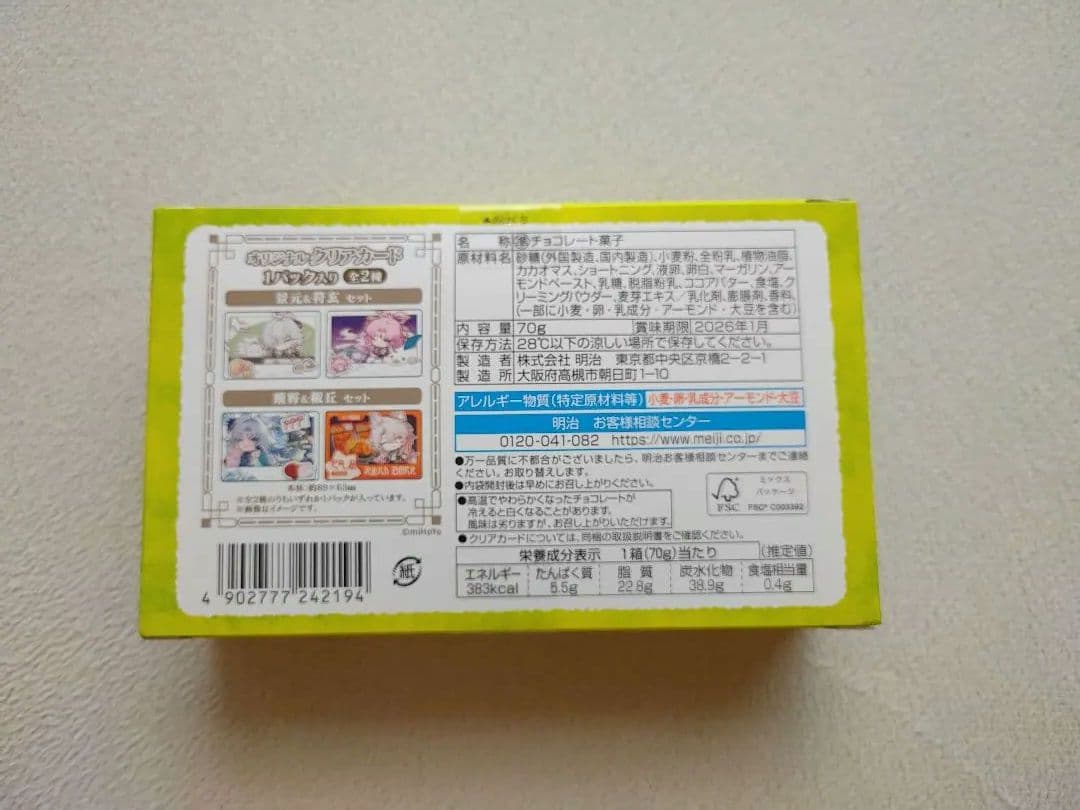 オリジナルクリアカード
1パック入り 全2種
景元&符玄 セット
飛霄&椒丘 セット
本体:約89×63mm
※全2種のうちいずれか1パックが入っています。
※画像はイメージです。
©miHoYo
4 902777 242194
紙
名 称 準チョコレート菓子
原材料名 砂糖(外国製造、国内製造)、小麦粉、全粉乳、植物油脂、
カカオマス、ショートニング、液卵、卵白、マーガリン、アー
モンドペースト、乳糖、脱脂粉乳、ココアバター、食塩、ク
リーミングパウダー、麦芽エキス/乳化剤、膨脹剤、香料、
(一部に小麦・卵・乳成分・アーモンド・大豆を含む)
内 容 量 70g 賞味期限 2026年1月
保存方法 28℃以下の涼しい場所で保存してください。
製 造 者 株式会社 明治 東京都中央区京橋2-2-1
製 造 所 大阪府高槻市朝日町1-10
アレルギー物質(特定原材料等) 小麦・卵・乳成分・アーモンド・大豆
明治 お客様相談センター
0120-041-082 https://www.meiji.co.jp/
●万一品質に不都合がございましたら、明治お客様相談センターまでご連絡
ください。お取り替えします。
●内袋開封後は早めにお召し上がりください。
●高温でやわらかくなったチョコレートが
冷えると白くなることがあります。
風味は劣りますが、お召し上がりいただけます。
●クリアカードについては、同梱の取扱説明書をご確認ください。
FSC
ミックス
パッケージ
FSC® C003392
栄養成分表示 1箱(70g)当たり (推定値)
エネルギー たんぱく質 脂 質 炭水化物 食塩相当量
383kcal 5.5g 22.8g 38.9g 0.4g